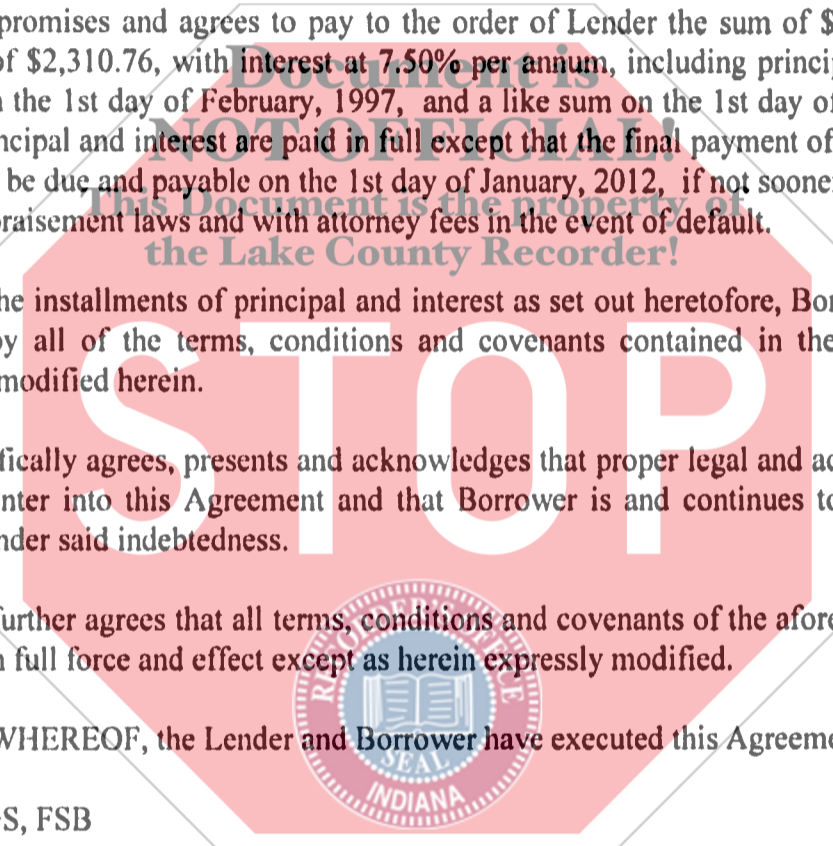 promises and agrees to pay to the order of Lender the sum of $
of $2,310.76, with interest at 7.50% per annum, including princi
the 1st day of February, 1997, and a like sum on the 1st day of
ncipal and interest are paid in full except that the final payment of
be due and payable on the 1st day of January, 2012, if not soone
raisement laws and with attorney fees in the event of default.
Document is
NOT OFFICIAL!
This Document is the property of
the Lake County Recorder!
he installments of principal and interest as set out heretofore, Bor
by all of the terms, conditions and covenants contained in the
modified herein.
STOP
fically agrees, presents and acknowledges that proper legal and ac
nter into this Agreement and that Borrower is and continues to
nder said indebtedness.
further agrees that all terms, conditions and covenants of the afore
n full force and effect except as herein expressly modified.
WHEREOF, the Lender and Borrower have executed this Agreeme
RECORDER'S OFFICE
SEAL
INDIANA
S, FSB